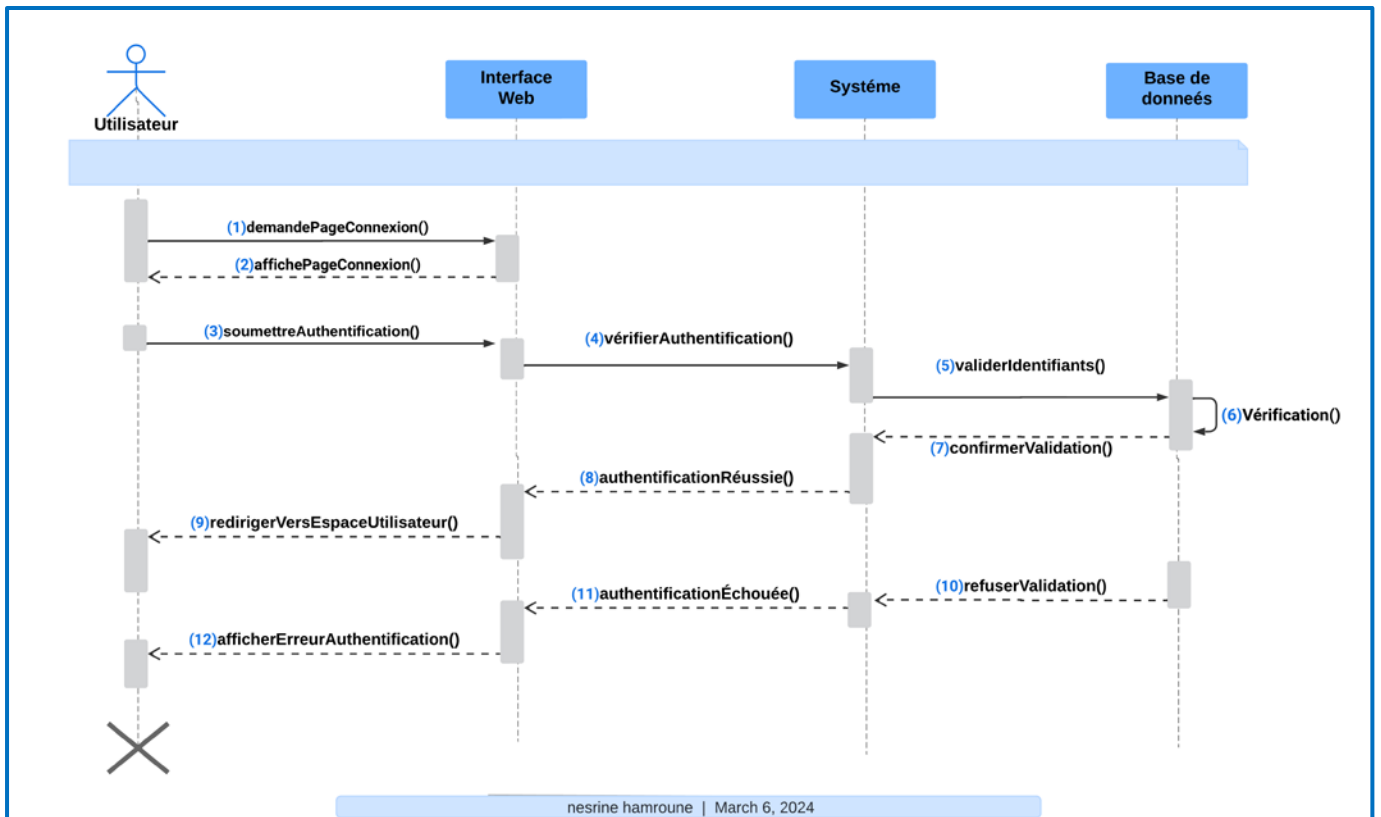 Utilisateur
Interface
Web
Systéme
Base de
donneés
(1)demandePageConnexion()
(2)affichePageConnexion()
(3)soumettreAuthentification()
(4)vérifierAuthentification()
(5)validerIdentifiants()
(6)Vérification()
(7)confirmerValidation()
(8)authentificationRéussie()
(9)redirigerVersEspaceUtilisateur()
(10)refuserValidation()
(11)authentificationÉchouée()
(12)afficherErreurAuthentification()
nesrine hamroune | March 6, 2024